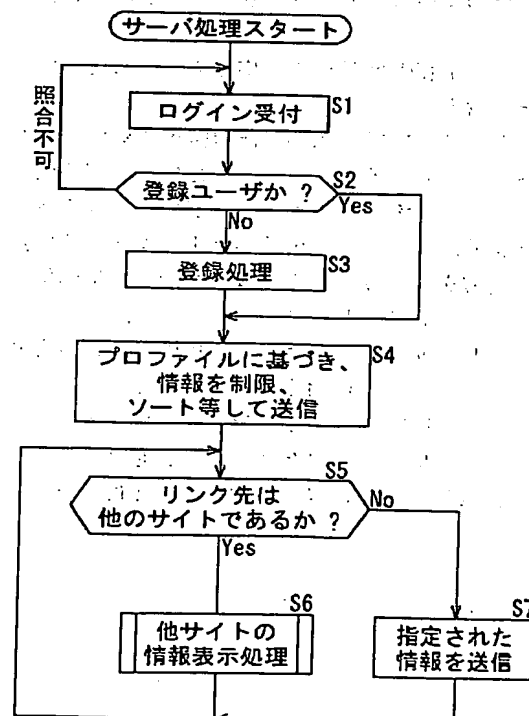 サーバ処理スタート
照合不可
ログイン受付
S1
登録ユーザか ?
S2
Yes
No
登録処理
S3
プロファイルに基づき、
情報を制限、
ソート等して送信
S4
リンク先は
他のサイトであるか ?
S5
No
Yes
他サイトの
情報表示処理
S6
指定された
情報を送信
S7